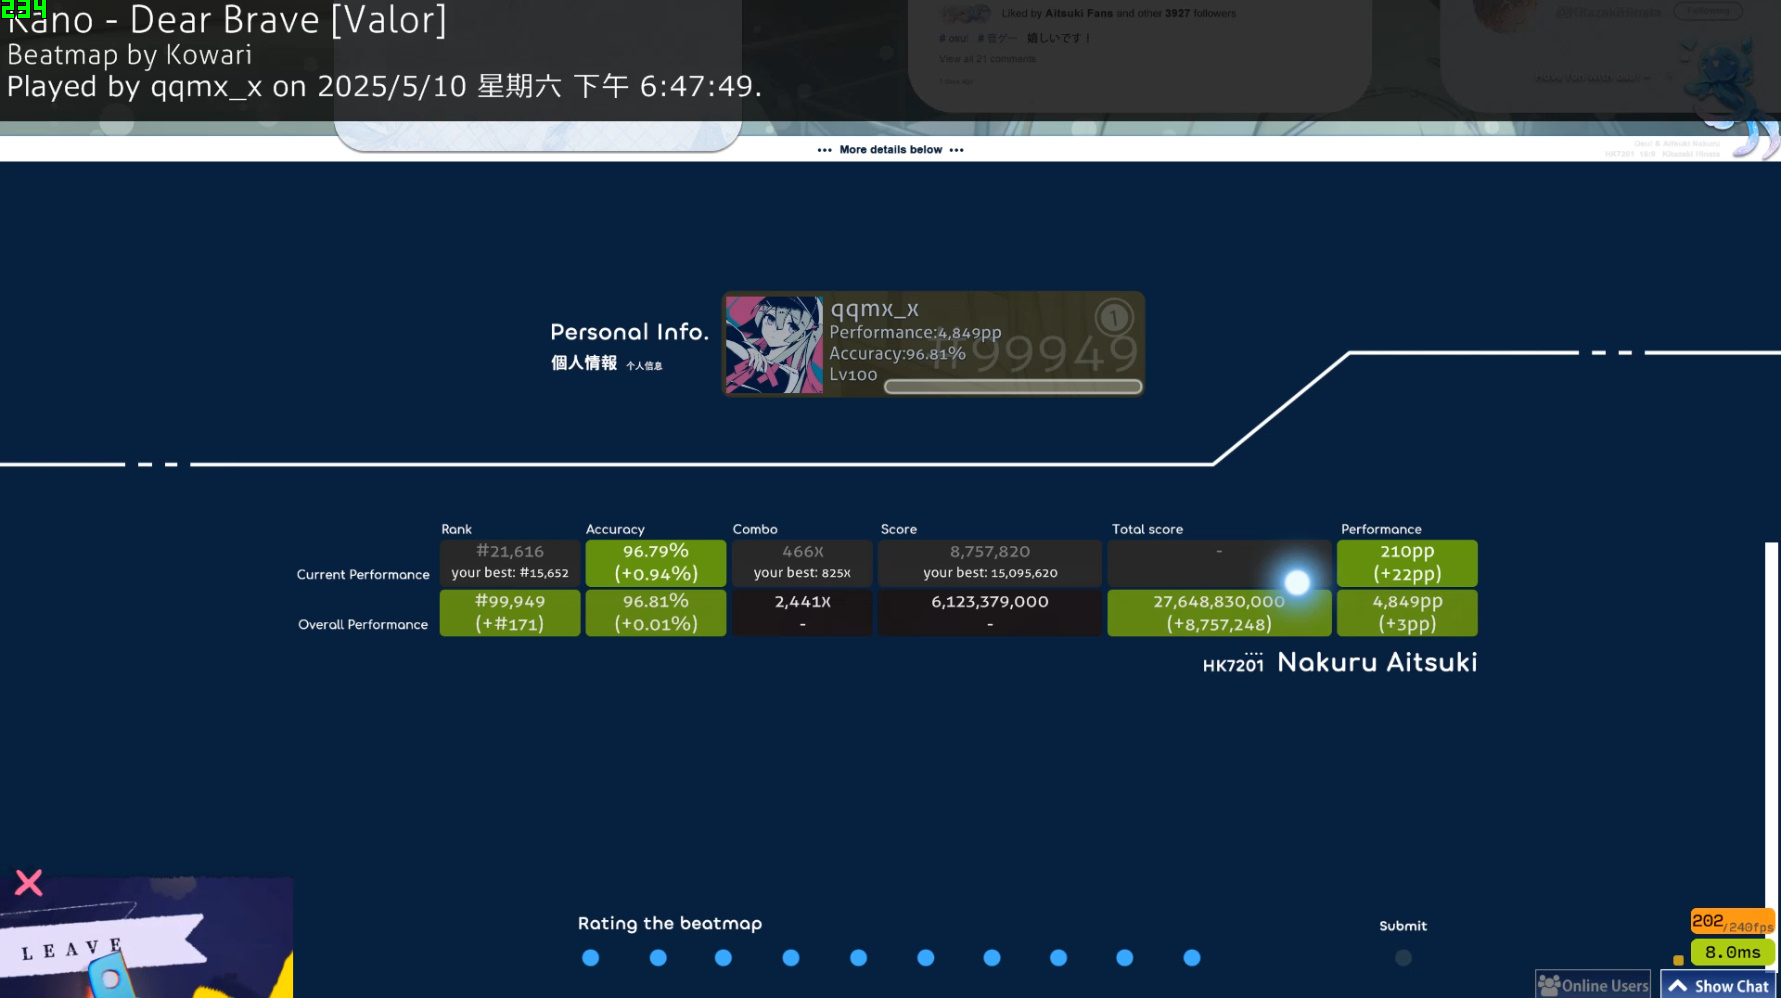 234
Kano - Dear Brave [Valor]
Beatmap by Kowari
Played by qqmx_x on 2025/5/10 星期六 下午 6:47:49.
Liked by Aitsuki Fans and other 3927 followers
# osu! # 音ゲー 嬉しいです！
View all 21 comments
@KitazakiHinata
Following
••• More details below •••
Osu! & Aitsuki Nakuru
Personal Info.
個人情報 个人信息
qqmx_x
Performance:4,849pp
Accuracy:96.81%
Lv100
#99949
1
Rank Accuracy Combo Score Total score Performance
Current Performance
#21,616
your best: #15,652
96.79%
(+0.94%)
466x
your best: 825x
8,757,820
your best: 15,095,620
-
210pp
(+22pp)
Overall Performance
#99,949
(+#171)
96.81%
(+0.01%)
2,441x
-
6,123,379,000
-
27,648,830,000
(+8,757,248)
4,849pp
(+3pp)
HK7201 Nakuru Aitsuki
LEAVE
Rating the beatmap
Submit
202/240fps
8.0ms
Online Users
Show Chat